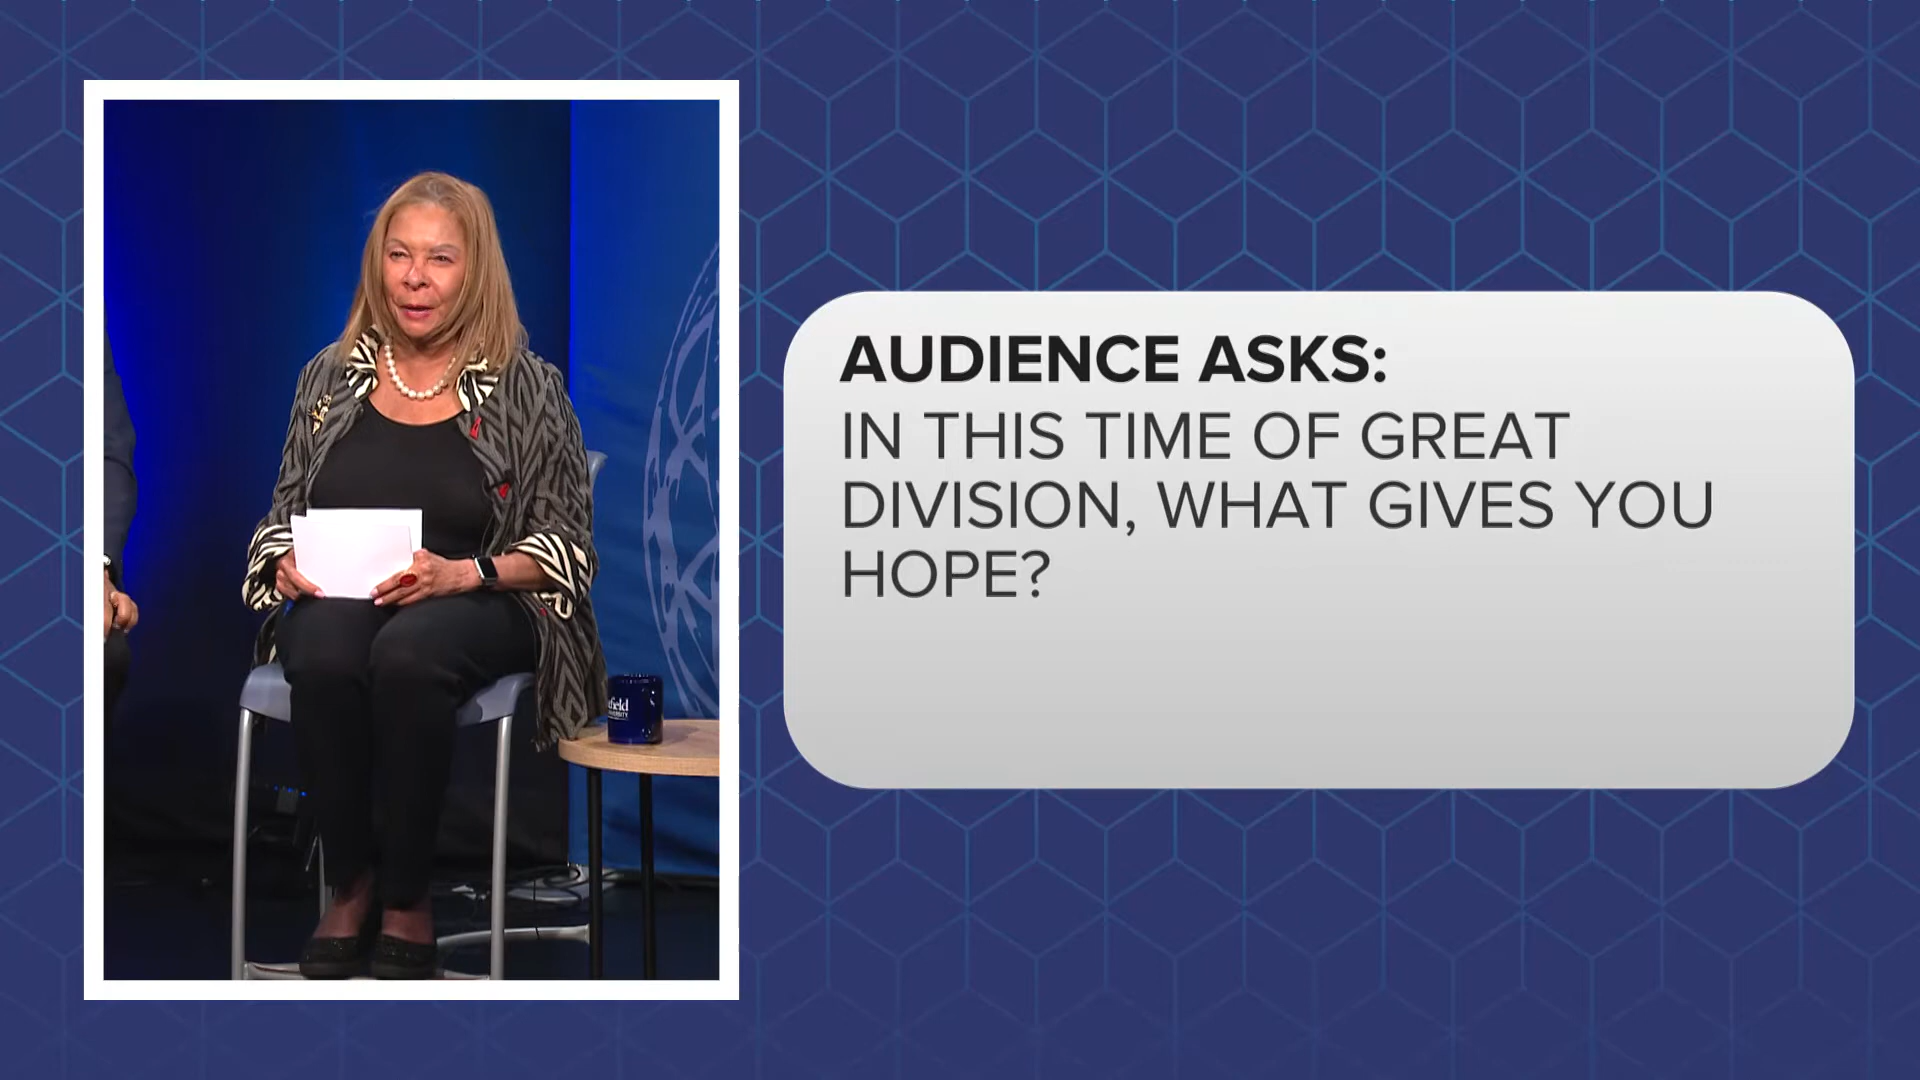 AUDIENCE ASKS:
IN THIS TIME OF GREAT
DIVISION, WHAT GIVES YOU
HOPE?